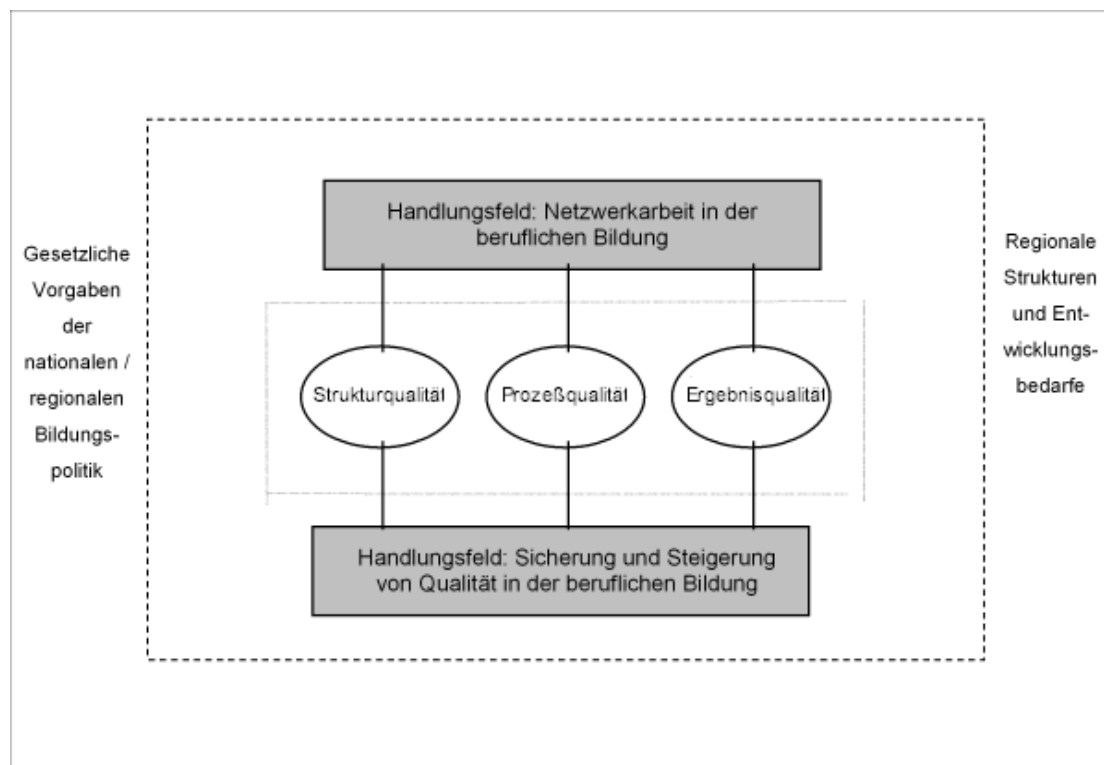 Handlungsfeld: Netzwerkarbeit in der
beruflichen Bildung
Gesetzliche
Vorgaben
der
nationalen /
regionalen
Bildungs-
politik
Strukturqualität
Prozeßqualität
Ergebnisqualität
Regionale
Strukturen
und Ent-
wicklungs-
bedarfe
Handlungsfeld: Sicherung und Steigerung
von Qualität in der beruflichen Bildung